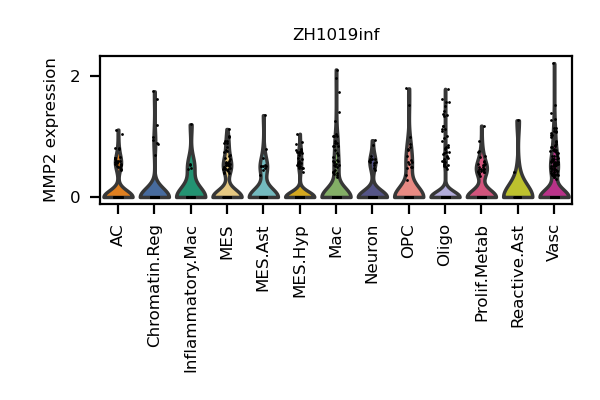 ZH1019inf
MMP2 expression
2
0
AC
Chromatin.Reg
Inflammatory.Mac
MES
MES.Ast
MES.Hyp
Mac
Neuron
OPC
Oligo
Prolif.Metab
Reactive.Ast
Vasc